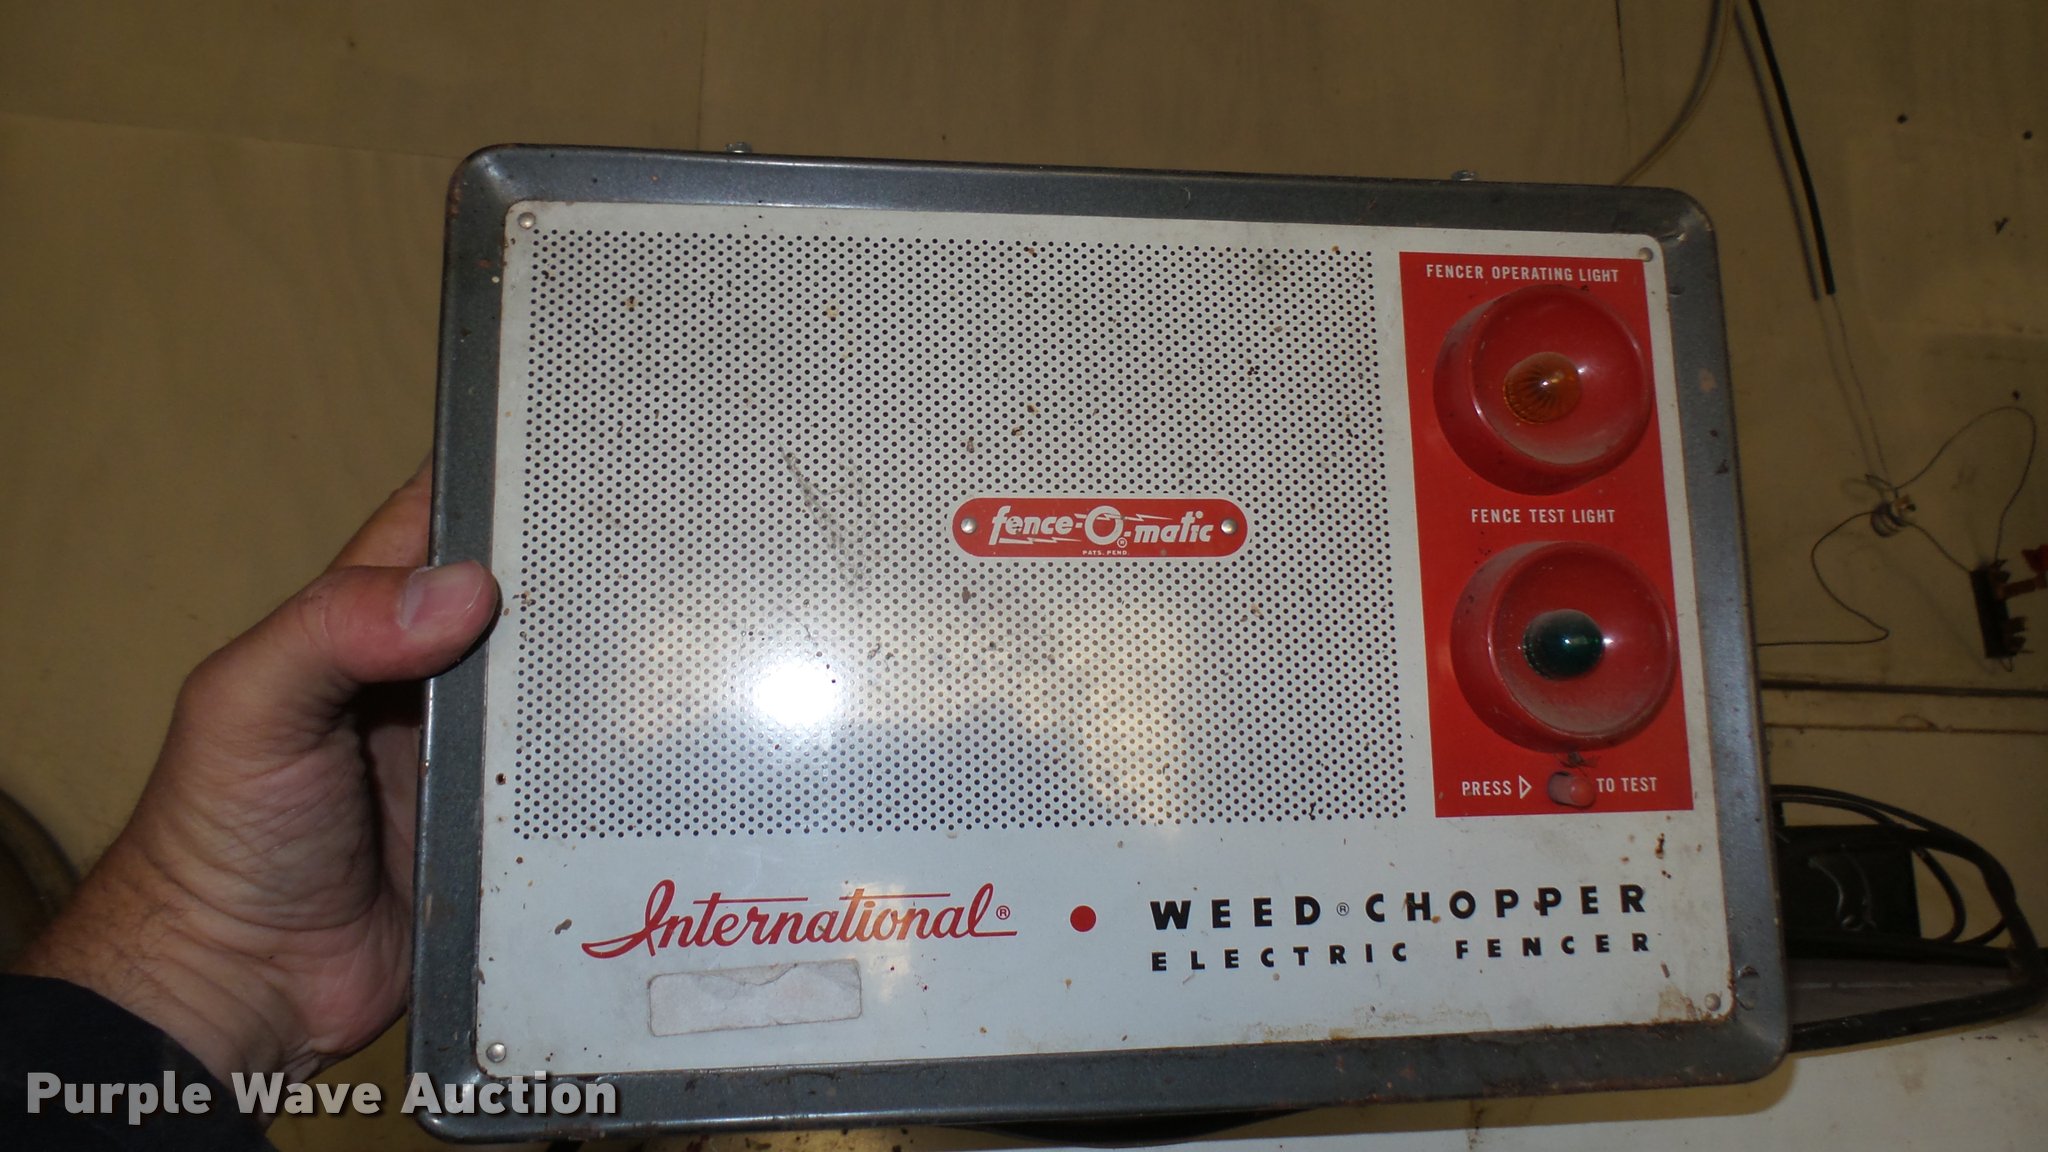 FENCER OPERATING LIGHT
FENCE TEST LIGHT
fence-O®-matic
PATS. PEND.
PRESS ▷ TO TEST
International® • WEED® CHOPPER
ELECTRIC FENCER
Purple Wave Auction